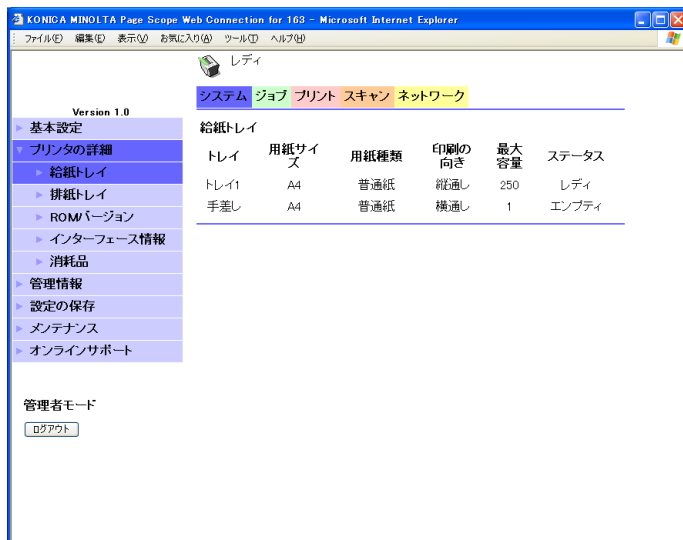 KONICA MINOLTA Page Scope Web Connection for 163 - Microsoft Internet Explorer
ファイル(F) 編集(E) 表示(V) お気に入り(A) ツール(T) ヘルプ(H)
レディ
システム ジョブ プリント スキャン ネットワーク
Version 1.0
基本設定
プリンタの詳細
給紙トレイ
排紙トレイ
ROMバージョン
インターフェース情報
消耗品
管理情報
設定の保存
メンテナンス
オンラインサポート
管理者モード
ログアウト
給紙トレイ
トレイ 用紙サイズ 用紙種類 印刷の向き 最大容量 ステータス
トレイ1 A4 普通紙 縦通し 250 レディ
手差し A4 普通紙 横通し 1 エンプティ